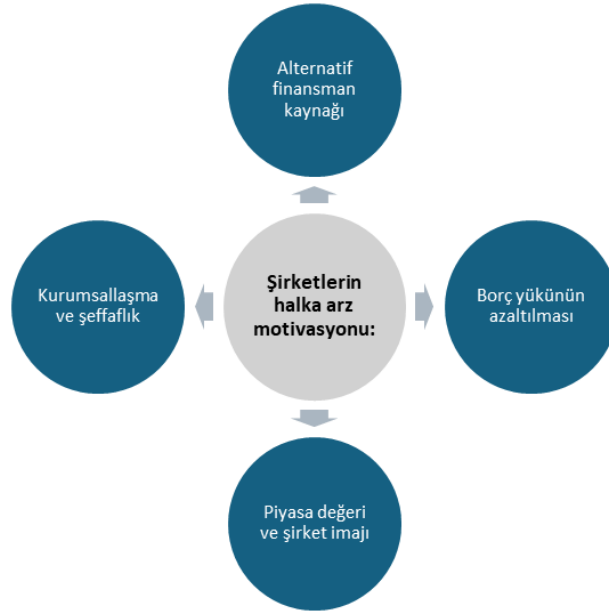 Alternatif
finansman
kaynağı
Kurumsallaşma
ve şeffaflık
Şirketlerin
halka arz
motivasyonu:
Borç yükünün
azaltılması
Piyasa değeri
ve şirket imajı